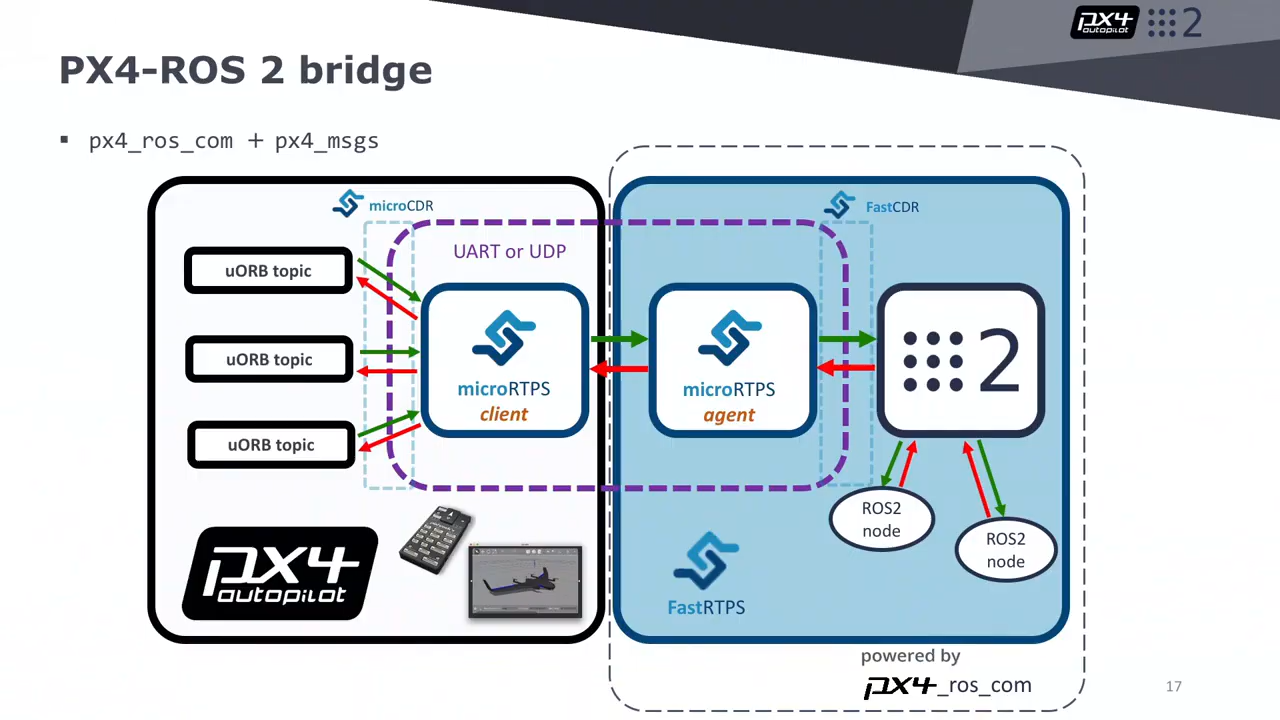 PX4 autopilot 2
PX4-ROS 2 bridge
▪ px4_ros_com + px4_msgs
microCDR
FastCDR
UART or UDP
uORB topic
uORB topic
uORB topic
microRTPS
client
microRTPS
agent
2
ROS2
node
ROS2
node
PX4
autopilot
FastRTPS
powered by
PX4_ros_com
17